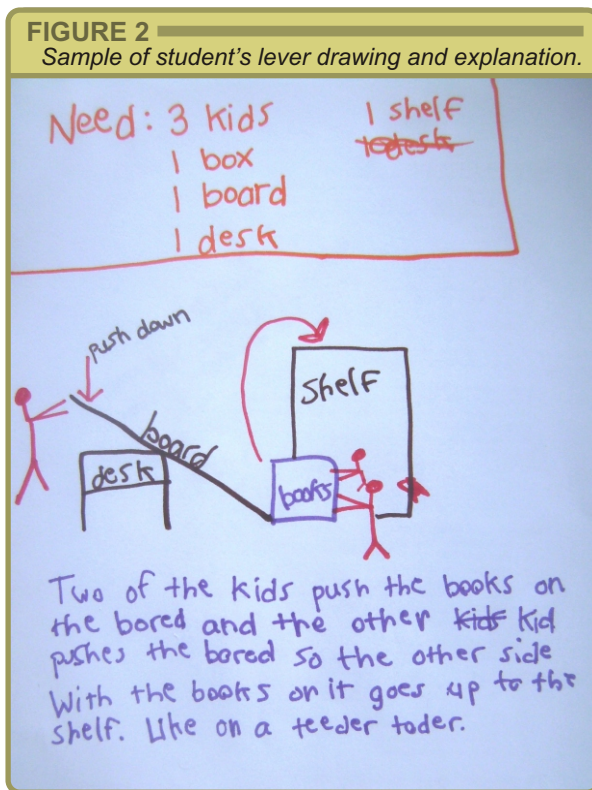 FIGURE 2
Sample of student's lever drawing and explanation.
Need: 3 kids
1 box
1 board
1 desk
1 shelf
push down
board
desk
shelf
books
Two of the kids push the books on
the bored and the other kids kid
pushes the bored so the other side
with the books on it goes up to the
shelf. Like on a teeder toder.